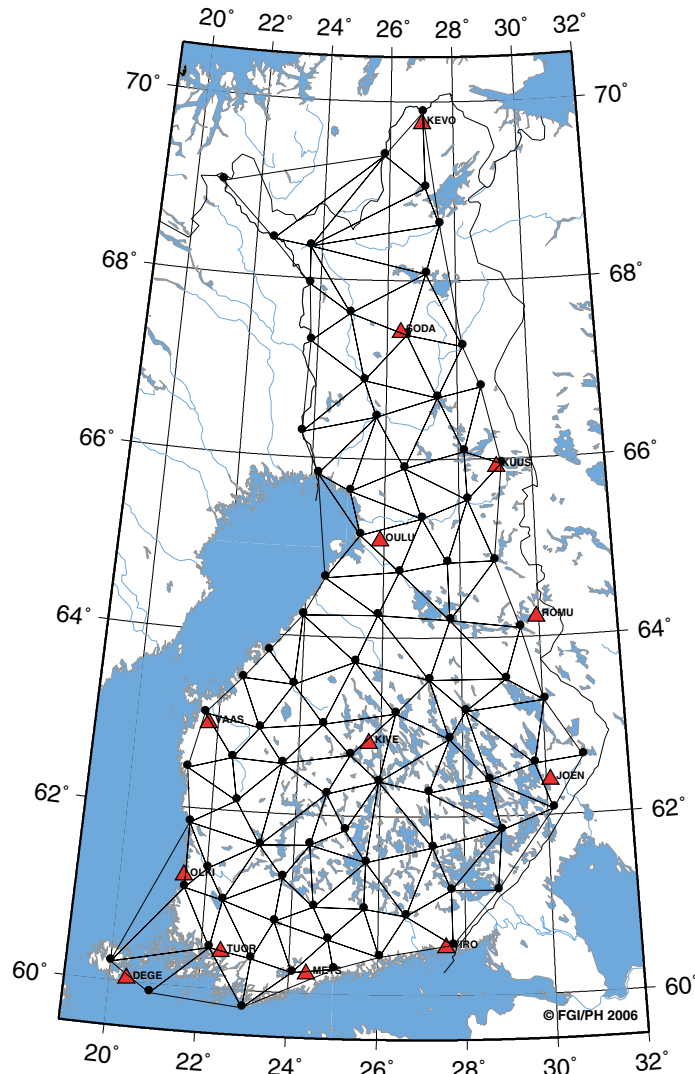 20° 22° 24° 26° 28° 30° 32°
70° 70°
KEVO
68° 68°
SODA
66° 66°
KUUS
OULU
64° ROMU
64°
VAAS
KIVE
JOEN
62° 62°
OLKI
TUOR
VIRO
60° DEGE METS
60°
© FGI/PH 2006
20° 22° 24° 26° 28° 30° 32°